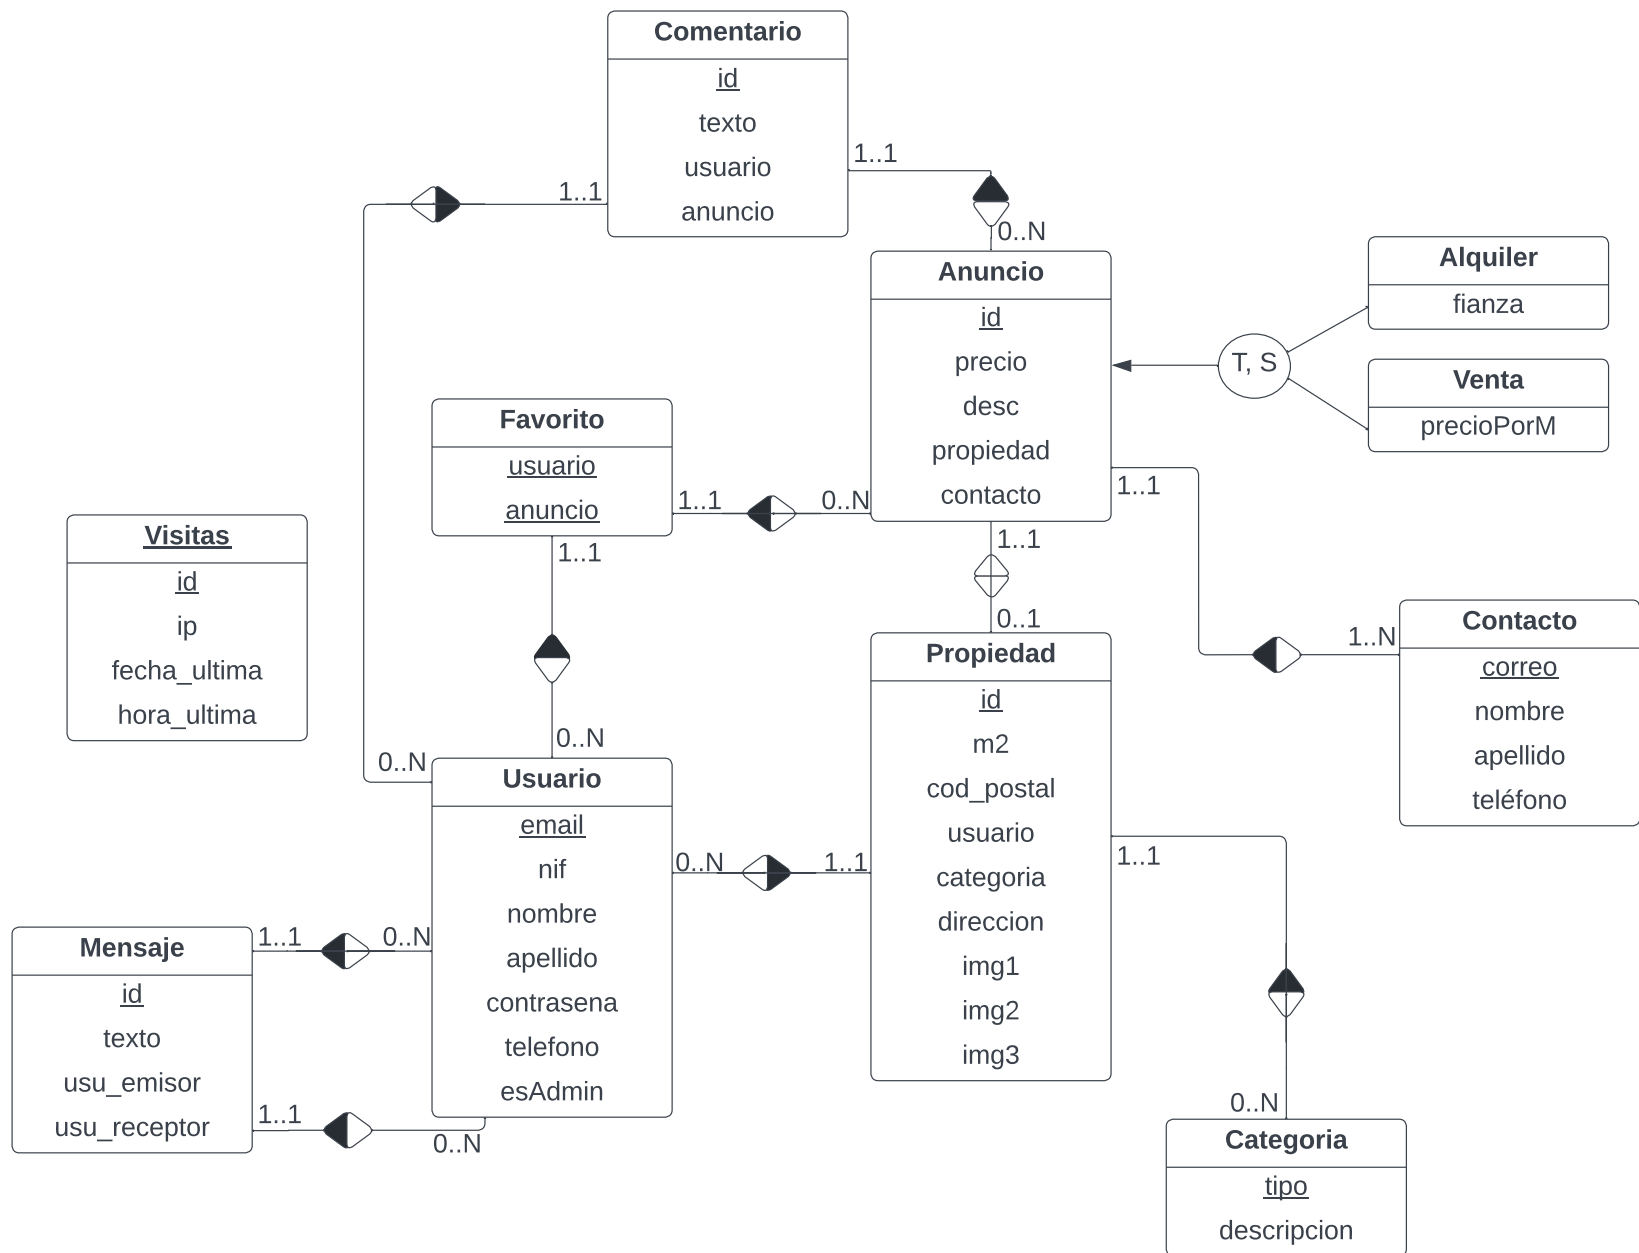 Comentario
id
texto
usuario
anuncio
1..1
1..1
0..N
Anuncio
id
precio
desc
propiedad
contacto
T, S
Alquiler
fianza
Venta
precioPorM
Favorito
usuario
anuncio
1..1
0..N
1..1
1..1
1..1
0..1
0..N
0..N
Visitas
id
ip
fecha_ultima
hora_ultima
Contacto
correo
nombre
apellido
teléfono
1..N
Propiedad
id
m2
cod_postal
usuario
categoria
direccion
img1
img2
img3
Usuario
email
nif
nombre
apellido
contrasena
telefono
esAdmin
0..N
1..1
1..1
Mensaje
id
texto
usu_emisor
usu_receptor
1..1
0..N
1..1
0..N
0..N
Categoria
tipo
descripcion